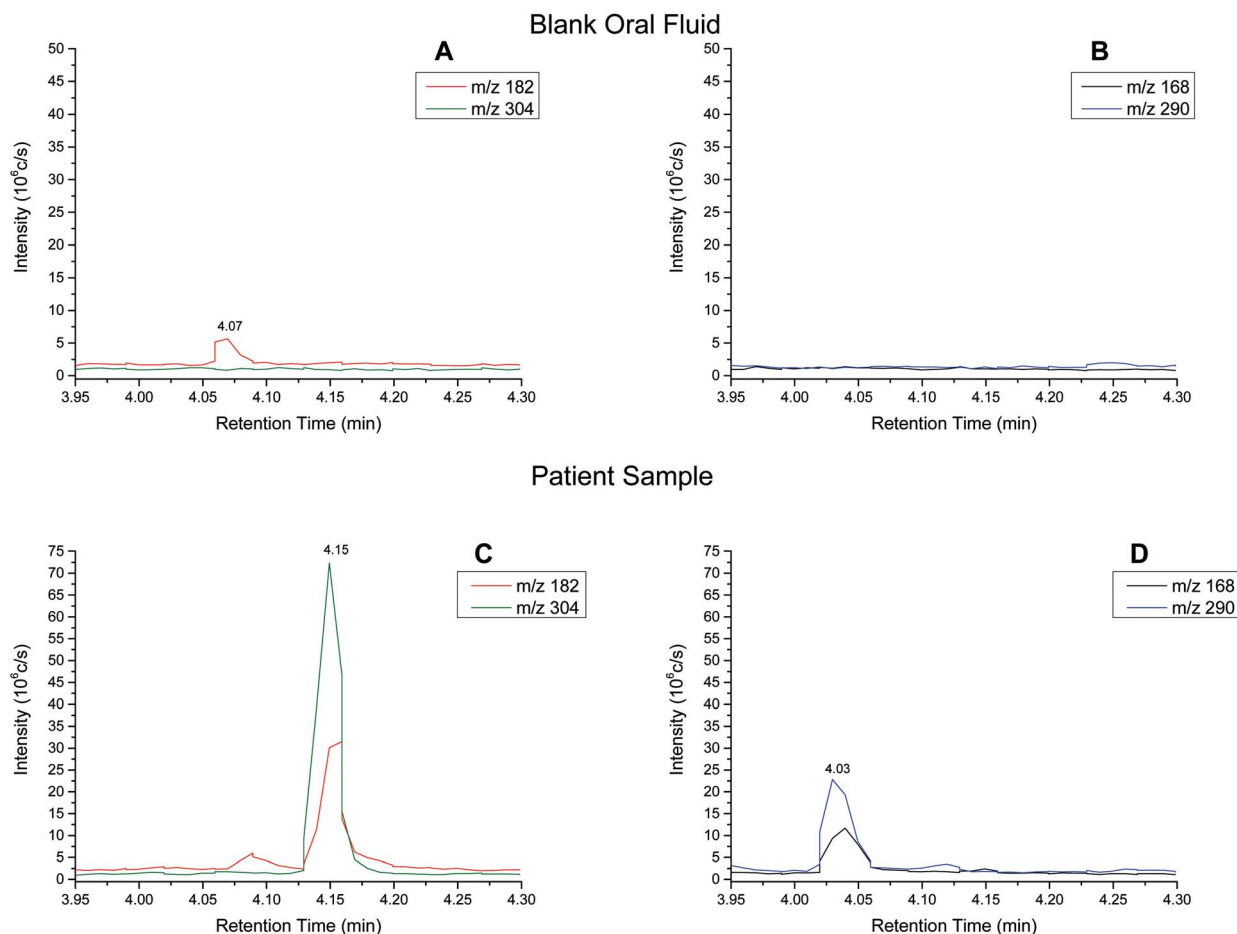 Blank Oral Fluid
A
m/z 182
m/z 304
50
45
40
35
30
25
20
15
10
5
0
Intensity (10⁶c/s)
4.07
3.95 4.00 4.05 4.10 4.15 4.20 4.25 4.30
Retention Time (min)
B
m/z 168
m/z 290
50
45
40
35
30
25
20
15
10
5
0
Intensity (10⁶c/s)
3.95 4.00 4.05 4.10 4.15 4.20 4.25 4.30
Retention Time (min)
Patient Sample
C
m/z 182
m/z 304
75
70
65
60
55
50
45
40
35
30
25
20
15
10
5
0
Intensity (10⁶c/s)
4.15
3.95 4.00 4.05 4.10 4.15 4.20 4.25 4.30
Retention Time (min)
D
m/z 168
m/z 290
75
70
65
60
55
50
45
40
35
30
25
20
15
10
5
0
Intensity (10⁶c/s)
4.03
3.95 4.00 4.05 4.10 4.15 4.20 4.25 4.30
Retention Time (min)